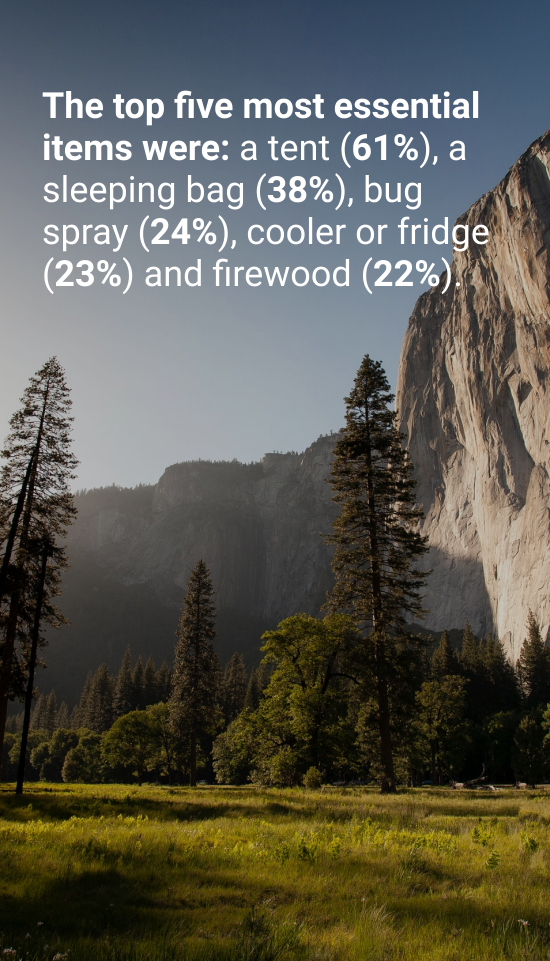 The top five most essential
items were: a tent (61%), a
sleeping bag (38%), bug
spray (24%), cooler or fridge
(23%) and firewood (22%).